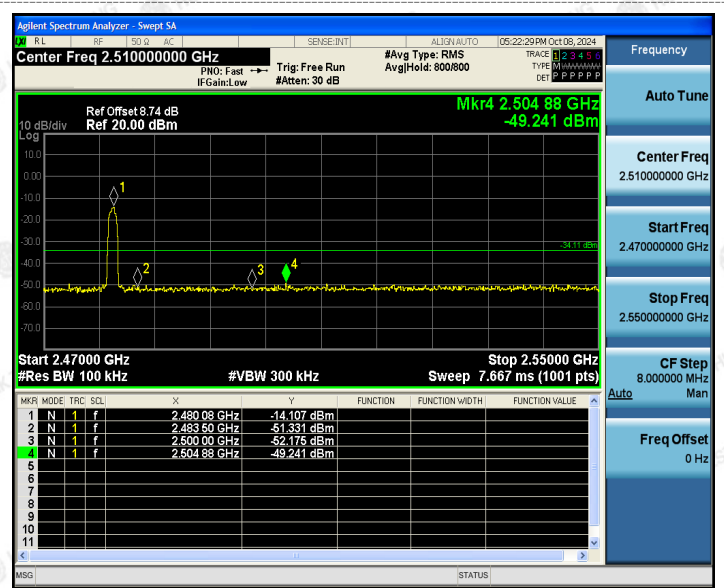 Agilent Spectrum Analyzer - Swept SA
LXI RL RF 50 Ω AC SENSE:INT ALIGN AUTO 05:22:29 PM Oct 08, 2024
Center Freq 2.510000000 GHz
PNO: Fast
IFGain:Low
Trig: Free Run
#Atten: 30 dB
#Avg Type: RMS
Avg|Hold: 800/800
TRACE 1 2 3 4 5 6
TYPE MWWWWW
DET P P P P P P
Mkr4 2.504 88 GHz
-49.241 dBm
Ref Offset 8.74 dB
10 dB/div Ref 20.00 dBm
Log
10.0
0.00
-10.0
-20.0
-30.0
-40.0
-50.0
-60.0
-70.0
1
2
3
4
-34.11 dBm
Start 2.47000 GHz Stop 2.55000 GHz
#Res BW 100 kHz #VBW 300 kHz Sweep 7.667 ms (1001 pts)
MKR MODE TRC SCL X Y FUNCTION FUNCTION WIDTH FUNCTION VALUE
1 N 1 f 2.480 08 GHz -14.107 dBm
2 N 1 f 2.483 50 GHz -51.331 dBm
3 N 1 f 2.500 00 GHz -52.175 dBm
4 N 1 f 2.504 88 GHz -49.241 dBm
5
6
7
8
9
10
11
MSG STATUS
Frequency
Auto Tune
Center Freq
2.510000000 GHz
Start Freq
2.470000000 GHz
Stop Freq
2.550000000 GHz
CF Step
8.000000 MHz
Auto Man
Freq Offset
0 Hz